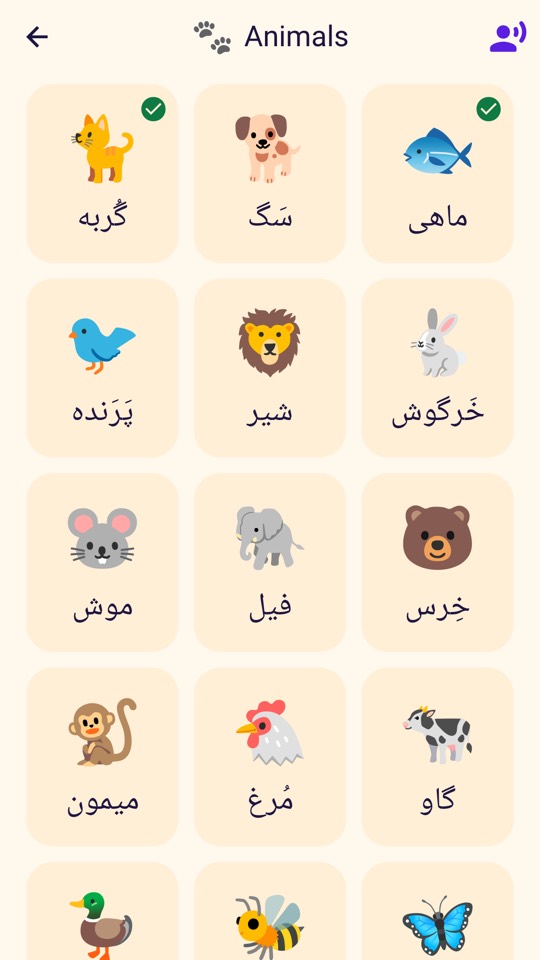 Animals
گُربه
سَگ
ماهی
پَرَنده
شیر
خَرگوش
موش
فیل
خِرس
میمون
مُرغ
گاو